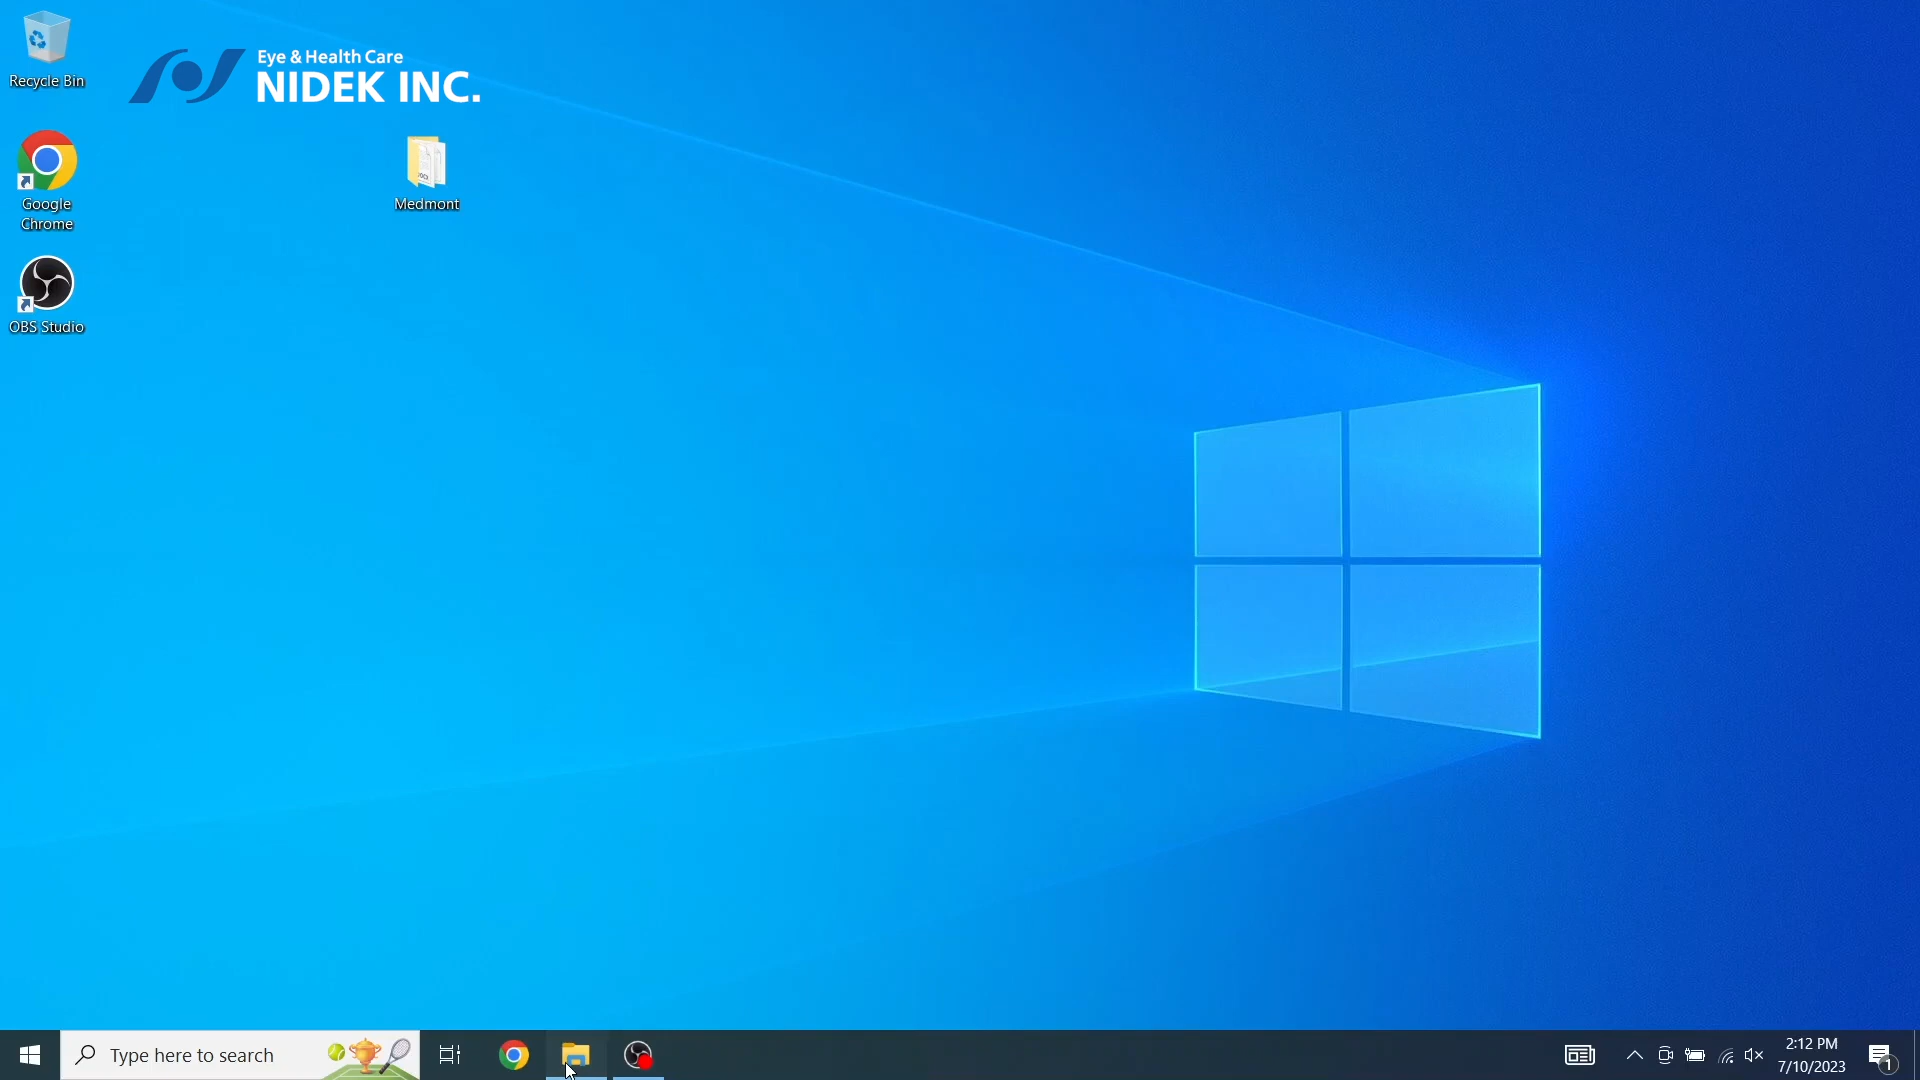 Recycle Bin
Eye & Health Care
NIDEK INC.
Google
Chrome
Medmont
OBS Studio
Type here to search
2:12 PM
7/10/2023
1